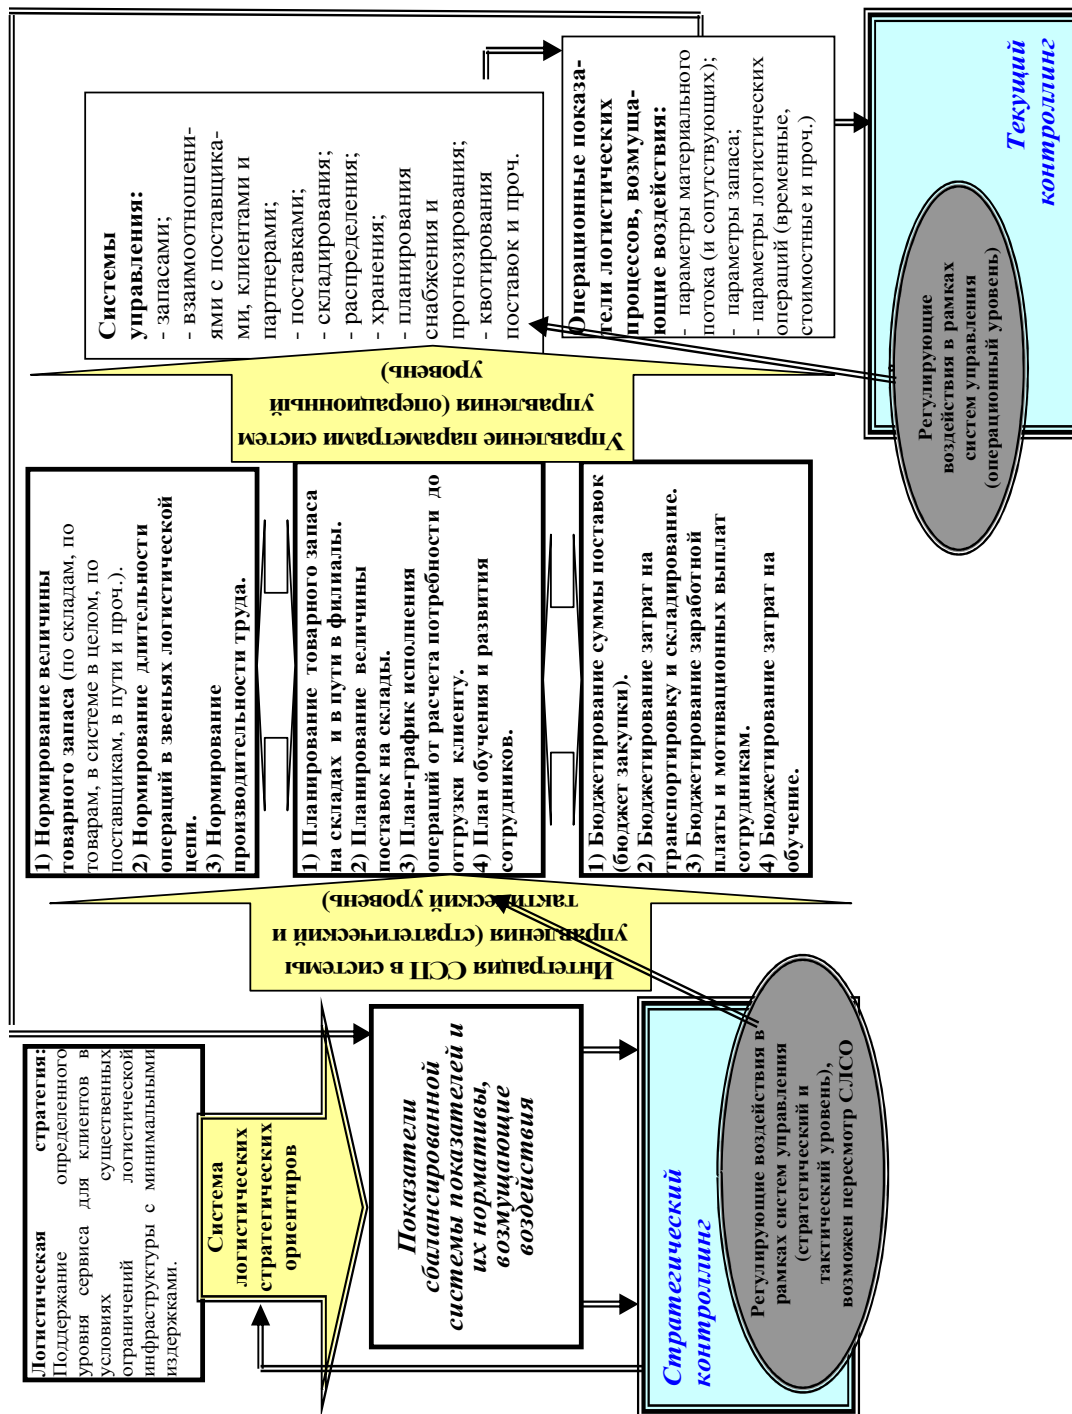 Логистическая стратегия:
Поддержание определенного
уровня сервиса для клиентов в
условиях существенных
ограничений логистической
инфраструктуры с минимальными
издержками.
Система
логистических
стратегических
ориентиров
Показатели
сбалансированной
системы показателей и
их нормативы,
возмущающие
воздействия
Стратегический
контроллинг
Регулирующие воздействия в
рамках систем управления
(стратегический и
тактический уровень),
возможен пересмотр СЛСО
Интеграция ССП в системы
управления (стратегический и
тактический уровень)
1) Нормирование величины
товарного запаса (по складам, по
товарам, в системе в целом, по
поставщикам, в пути и проч.).
2) Нормирование длительности
операций в звеньях логистической
цепи.
3) Нормирование
производительности труда.
1) Планирование товарного запаса
на складах и в пути в филиалы.
2) Планирование величины
поставок на склады.
3) План-график исполнения
операций от расчета потребности до
отгрузки клиенту.
4) План обучения и развития
сотрудников.
1) Бюджетирование суммы поставок
(бюджет закупки).
2) Бюджетирование затрат на
транспортировку и складирование.
3) Бюджетирование заработной
платы и мотивационных выплат
сотрудникам.
4) Бюджетирование затрат на
обучение.
Управление параметрами систем
управления (операционный
уровень)
Системы
управления:
- запасами;
- взаимоотношени-
ями с поставщика-
ми, клиентами и
партнерами;
- поставками;
- складирования;
- распределения;
- хранения;
- планирования
снабжения и
прогнозирования;
- квотирования
поставок и проч.
Операционные показа-
тели логистических
процессов, возмуща-
ющие воздействия:
- параметры материального
потока (и сопутствующих);
- параметры запаса;
- параметры логистических
операций (временные,
стоимостные и проч.)
Текущий
контроллинг
Регулирующие
воздействия в рамках
систем управления
(операционный уровень)